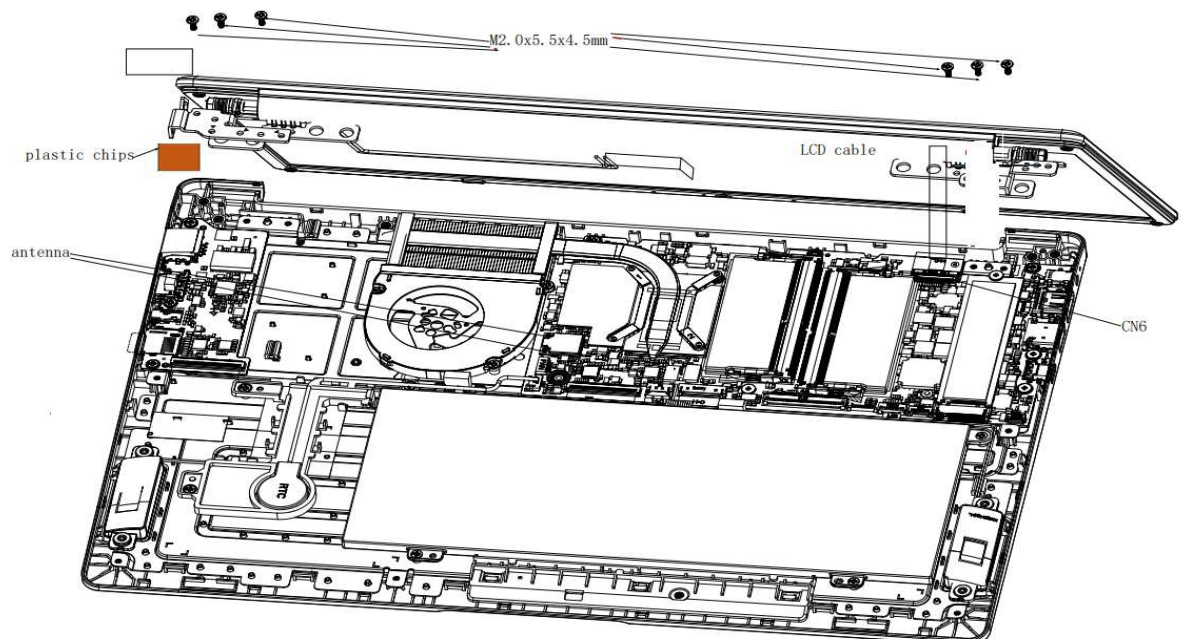 M2.0x5.5x4.5mm
plastic chips
LCD cable
antenna
CN6
RTC